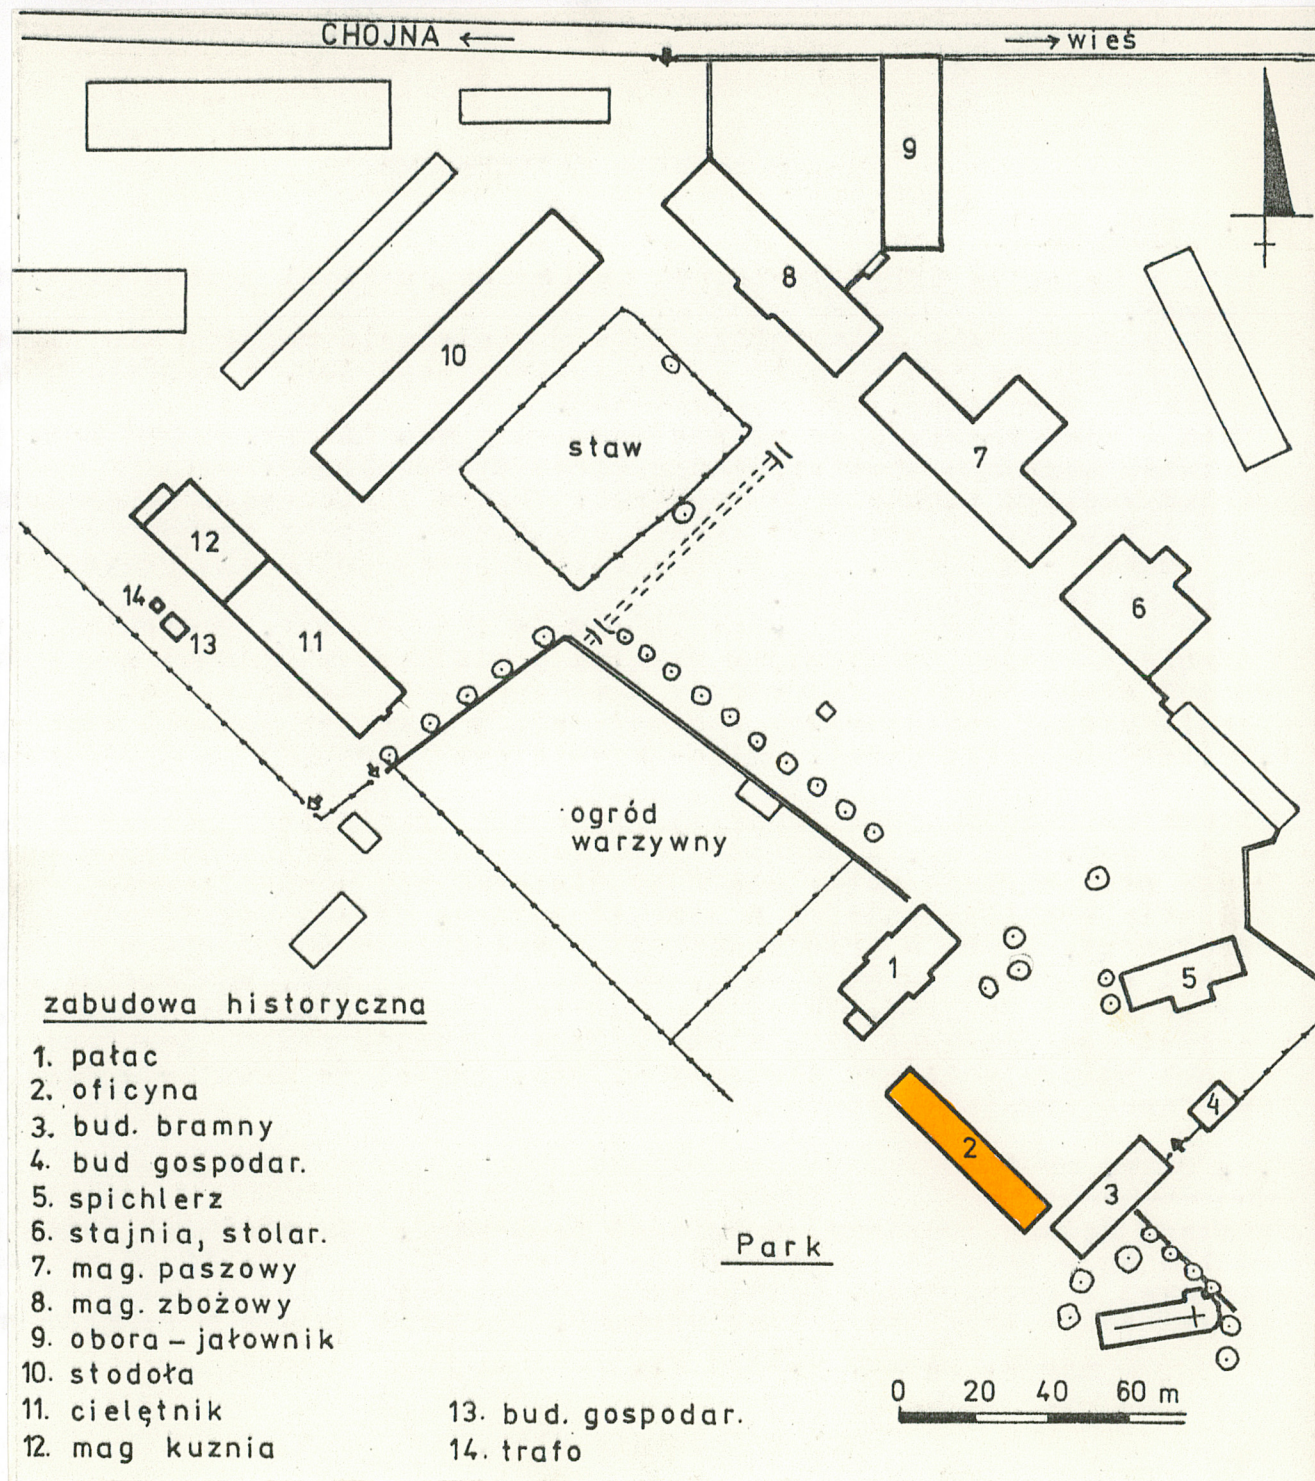 CHOJNA ←
→ wieś
9
8
10
staw
7
12
6
14
13
11
ogród
warzywny
1
5
zabudowa historyczna
1. pałac
2. oficyna
3. bud. bramny
4. bud gospodar.
5. spichlerz
6. stajnia, stolar.
7. mag. paszowy
8. mag. zbożowy
9. obora – jałownik
10. stodoła
11. cielętnik
12. mag kuznia
13. bud. gospodar.
14. trafo
4
2
3
Park
0 20 40 60 m